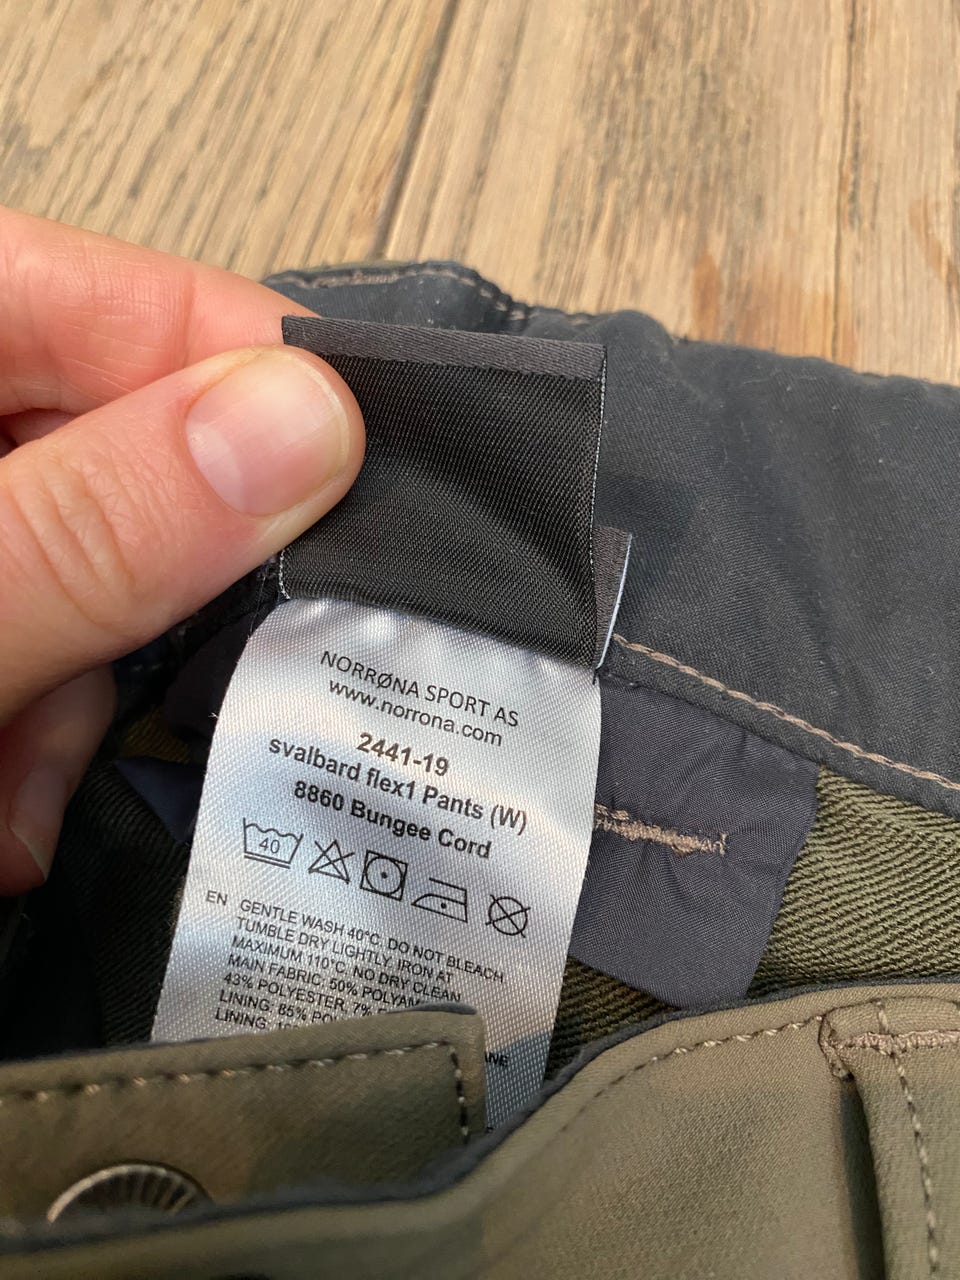 NORRØNA SPORT AS
www.norrona.com
2441-19
svalbard flex1 Pants (W)
8860 Bungee Cord
40
EN GENTLE WASH 40°C. DO NOT BLEACH.
TUMBLE DRY LIGHTLY. IRON AT
MAXIMUM 110°C. NO DRY CLEAN.
MAIN FABRIC: 50% POLYAM
43% POLYESTER, 7%
LINING: 85%
LINING: